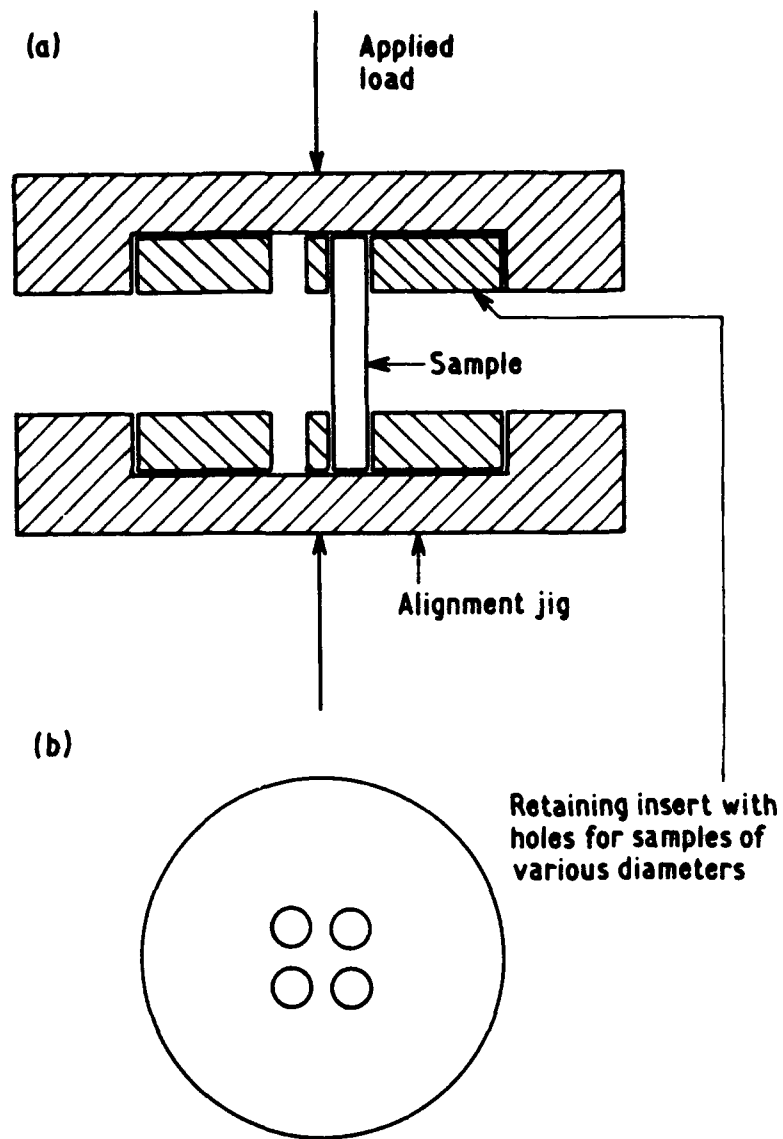 (a)
Applied
load
Sample
Alignment jig
(b)
Retaining insert with
holes for samples of
various diameters